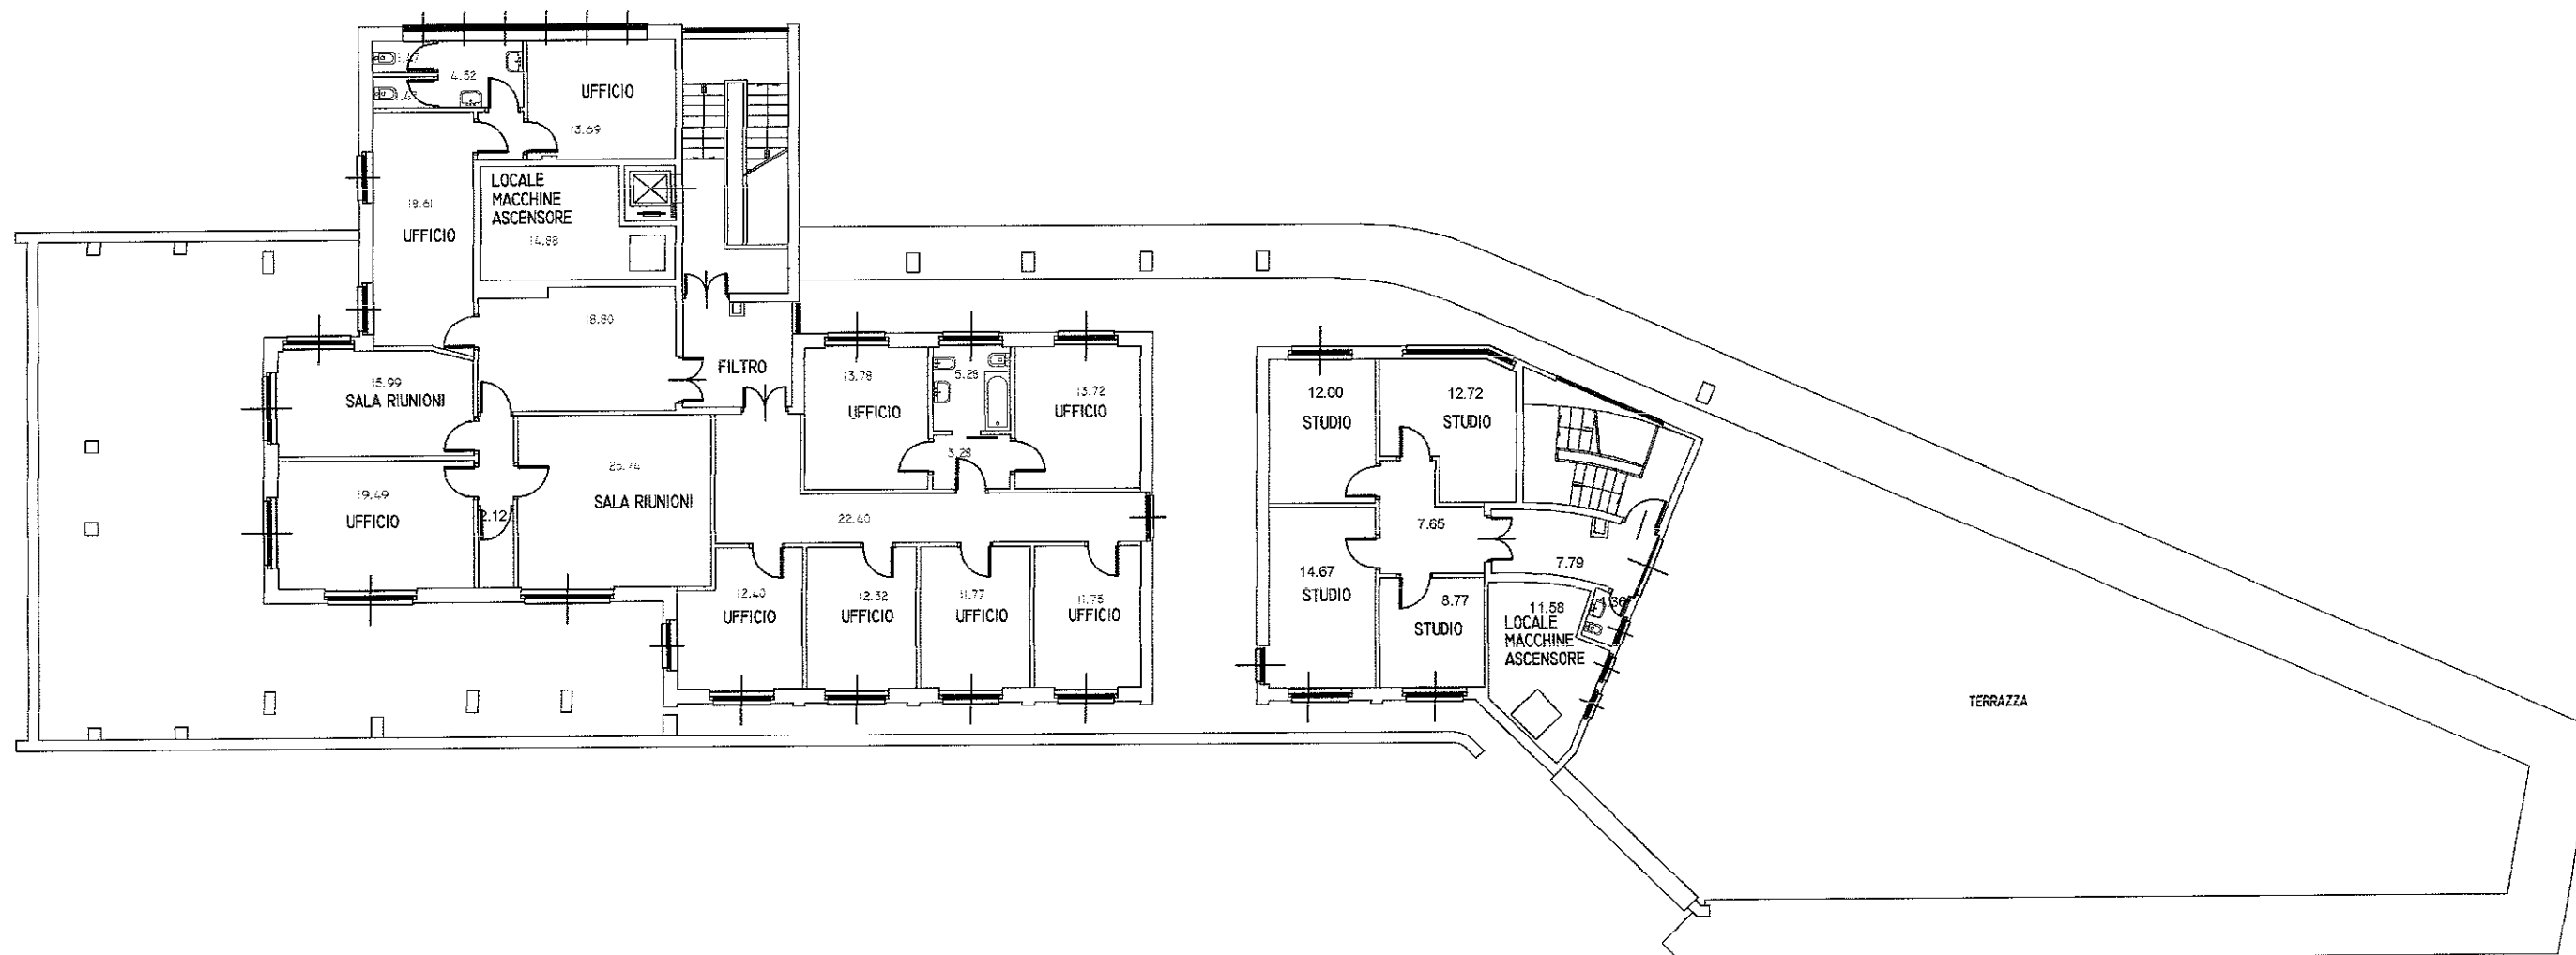 4.52
UFFICIO
13.69
LOCALE
MACCHINE
ASCENSORE
14.88
18.61
UFFICIO
18.80
FILTRO
15.99
SALA RIUNIONI
13.78
UFFICIO
5.28
13.72
UFFICIO
3.28
25.74
SALA RIUNIONI
19.49
UFFICIO
2.12
22.40
12.40
UFFICIO
12.32
UFFICIO
11.77
UFFICIO
11.75
UFFICIO
12.00
STUDIO
12.72
STUDIO
7.65
7.79
14.67
STUDIO
8.77
STUDIO
11.58
LOCALE
MACCHINE
ASCENSORE
TERRAZZA